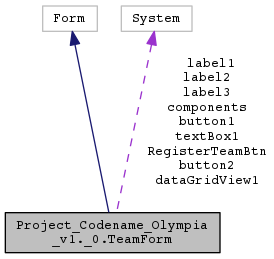 Form
System
label1
label2
label3
components
button1
textBox1
RegisterTeamBtn
button2
dataGridView1
Project_Codename_Olympia
_v1._0.TeamForm